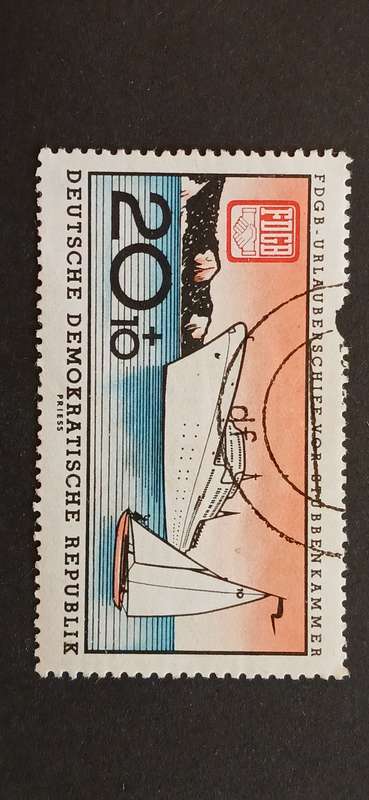 FDGB-URLAUBERSCHIFF VOR STUBBENKAMMER
FDGB
20+10
DEUTSCHE DEMOKRATISCHE REPUBLIK
PRIESS